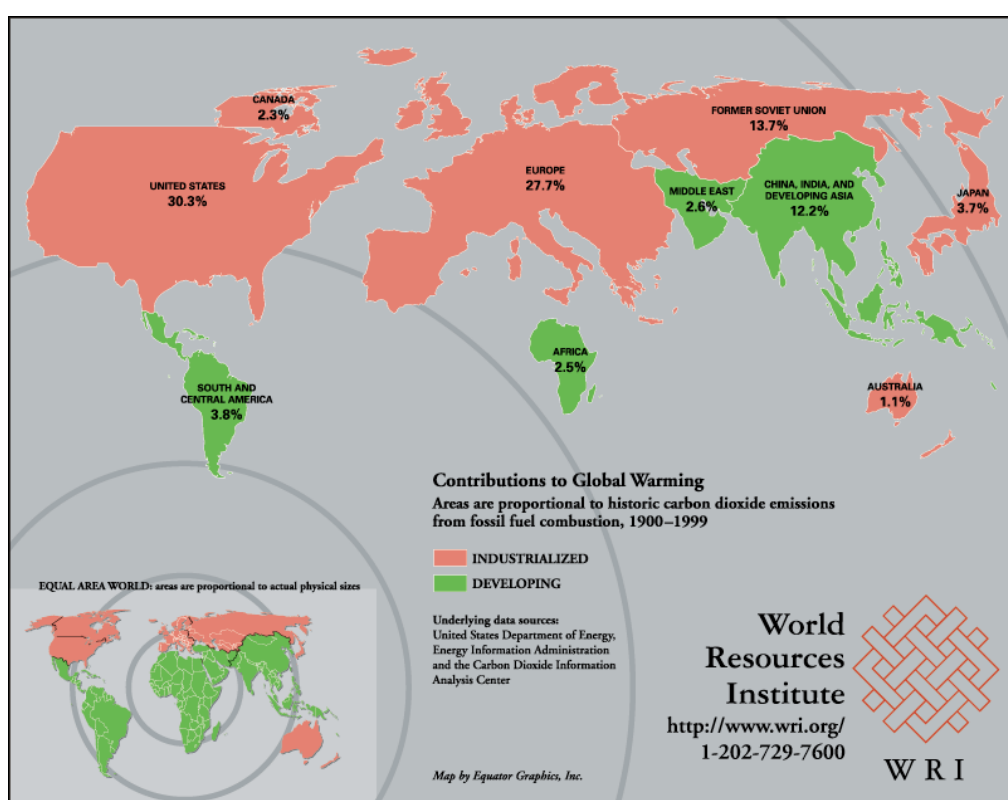 CANADA
2.3%
UNITED STATES
30.3%
EUROPE
27.7%
FORMER SOVIET UNION
13.7%
MIDDLE EAST
2.6%
CHINA, INDIA, AND
DEVELOPING ASIA
12.2%
JAPAN
3.7%
AFRICA
2.5%
SOUTH AND
CENTRAL AMERICA
3.8%
AUSTRALIA
1.1%
Contributions to Global Warming
Areas are proportional to historic carbon dioxide emissions
from fossil fuel combustion, 1900–1999
INDUSTRIALIZED
DEVELOPING
EQUAL AREA WORLD: areas are proportional to actual physical sizes
Underlying data sources:
United States Department of Energy,
Energy Information Administration
and the Carbon Dioxide Information
Analysis Center
Map by Equator Graphics, Inc.
World
Resources
Institute
http://www.wri.org/
1-202-729-7600
WRI